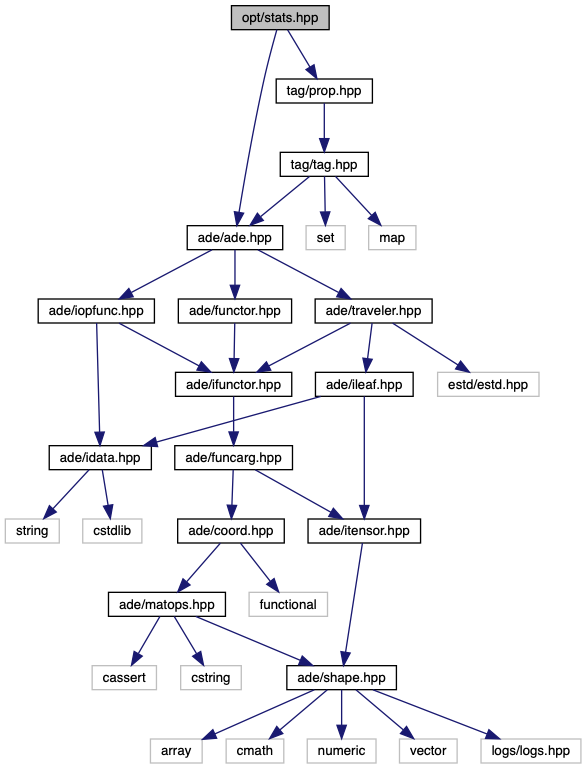 opt/stats.hpp
tag/prop.hpp
tag/tag.hpp
ade/ade.hpp
set
map
ade/iopfunc.hpp
ade/functor.hpp
ade/traveler.hpp
ade/ifunctor.hpp
ade/ileaf.hpp
estd/estd.hpp
ade/idata.hpp
ade/funcarg.hpp
string
cstdlib
ade/coord.hpp
ade/itensor.hpp
ade/matops.hpp
functional
cassert
cstring
ade/shape.hpp
array
cmath
numeric
vector
logs/logs.hpp